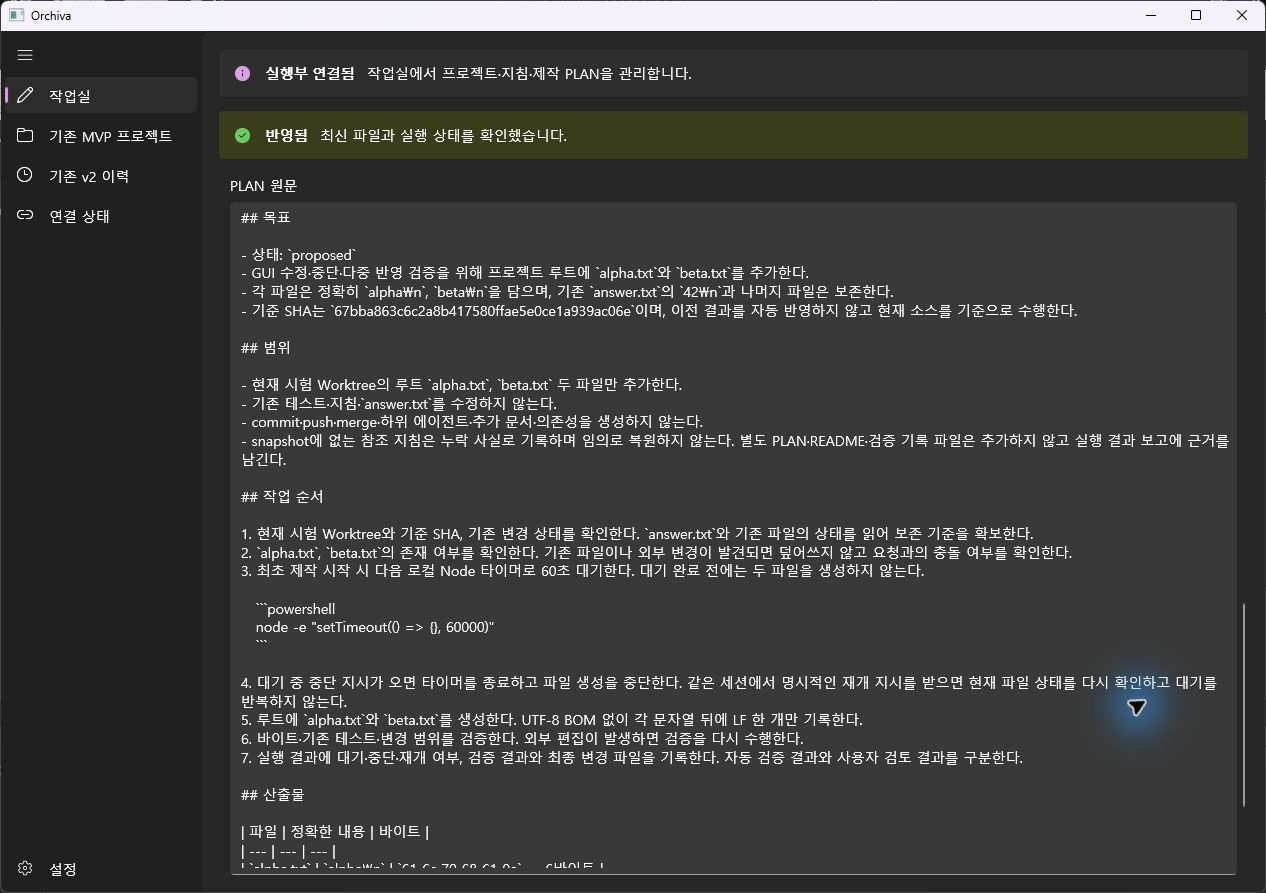 Orchiva
작업실
기존 MVP 프로젝트
기존 v2 이력
연결 상태
설정
실행부 연결됨 작업실에서 프로젝트·지침·제작 PLAN을 관리합니다.
반영됨 최신 파일과 실행 상태를 확인했습니다.
PLAN 원문
## 목표
- 상태: `proposed`
- GUI 수정·중단·다중 반영 검증을 위해 프로젝트 루트에 `alpha.txt`와 `beta.txt`를 추가한다.
- 각 파일은 정확히 `alpha₩n`, `beta₩n`을 담으며, 기존 `answer.txt`의 `42₩n`과 나머지 파일은 보존한다.
- 기준 SHA는 `67bba863c6c2a8b417580ffae5e0ce1a939ac06e`이며, 이전 결과를 자동 반영하지 않고 현재 소스를 기준으로 수행한다.
## 범위
- 현재 시험 Worktree의 루트 `alpha.txt`, `beta.txt` 두 파일만 추가한다.
- 기존 테스트·지침·`answer.txt`를 수정하지 않는다.
- commit·push·merge·하위 에이전트·추가 문서·의존성을 생성하지 않는다.
- snapshot에 없는 참조 지침은 누락 사실로 기록하며 임의로 복원하지 않는다. 별도 PLAN·README·검증 기록 파일은 추가하지 않고 실행 결과 보고에 근거를
남긴다.
## 작업 순서
1. 현재 시험 Worktree와 기준 SHA, 기존 변경 상태를 확인한다. `answer.txt`와 기존 파일의 상태를 읽어 보존 기준을 확보한다.
2. `alpha.txt`, `beta.txt`의 존재 여부를 확인한다. 기존 파일이나 외부 변경이 발견되면 덮어쓰지 않고 요청과의 충돌 여부를 확인한다.
3. 최초 제작 시작 시 다음 로컬 Node 타이머로 60초 대기한다. 대기 완료 전에는 두 파일을 생성하지 않는다.
```powershell
node -e "setTimeout(() => {}, 60000)"
```
4. 대기 중 중단 지시가 오면 타이머를 종료하고 파일 생성을 중단한다. 같은 세션에서 명시적인 재개 지시를 받으면 현재 파일 상태를 다시 확인하고 대기를
반복하지 않는다.
5. 루트에 `alpha.txt`와 `beta.txt`를 생성한다. UTF-8 BOM 없이 각 문자열 뒤에 LF 한 개만 기록한다.
6. 바이트·기존 테스트·변경 범위를 검증한다. 외부 편집이 발생하면 검증을 다시 수행한다.
7. 실행 결과에 대기·중단·재개 여부, 검증 결과와 최종 변경 파일을 기록한다. 자동 검증 결과와 사용자 검토 결과를 구분한다.
## 산출물
| 파일 | 정확한 내용 | 바이트 |
| --- | --- | --- |
| `alpha.txt` | `alpha₩n` | `61 6c 70 68 61 0a`